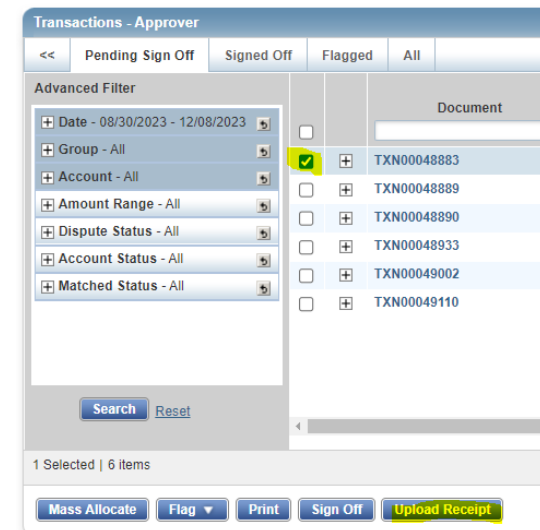 Transactions - Approver
<< Pending Sign Off Signed Off Flagged All
Advanced Filter
Date - 08/30/2023 - 12/08/2023
Group - All
Account - All
Amount Range - All
Dispute Status - All
Account Status - All
Matched Status - All
Search Reset
Document
TXN00048883
TXN00048889
TXN00048890
TXN00048933
TXN00049002
TXN00049110
1 Selected | 6 items
Mass Allocate Flag Print Sign Off Upload Receipt